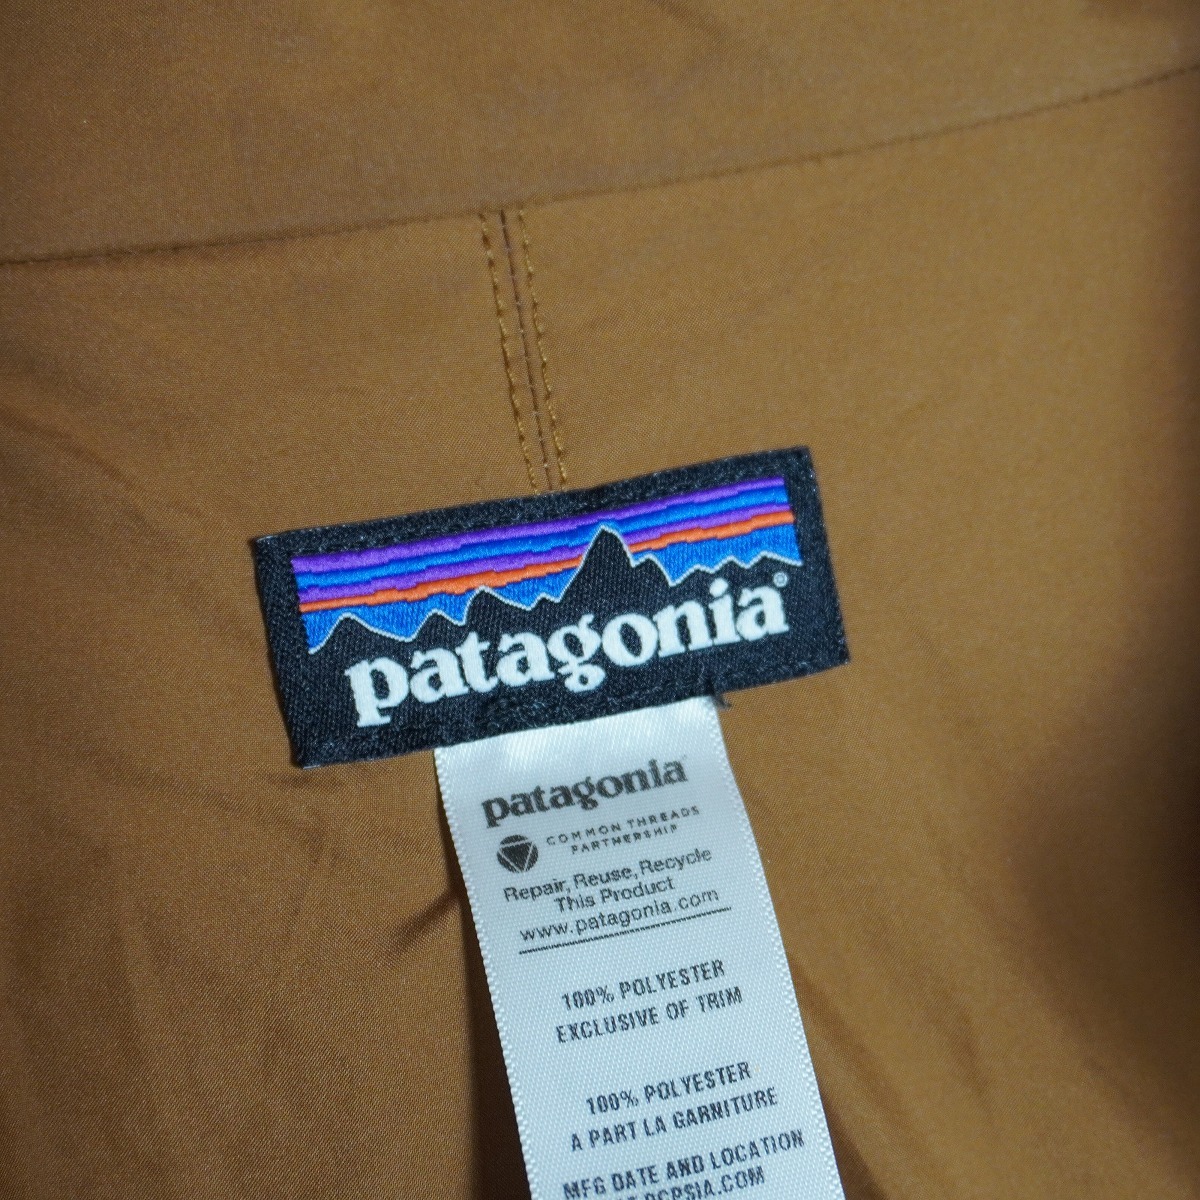 patagonia®
patagonia®
COMMON THREADS
PARTNERSHIP
Repair, Reuse, Recycle
This Product
www.patagonia.com
100% POLYESTER
EXCLUSIVE OF TRIM
100% POLYESTER
A PART LA GARNITURE
MFG DATE AND LOCATION